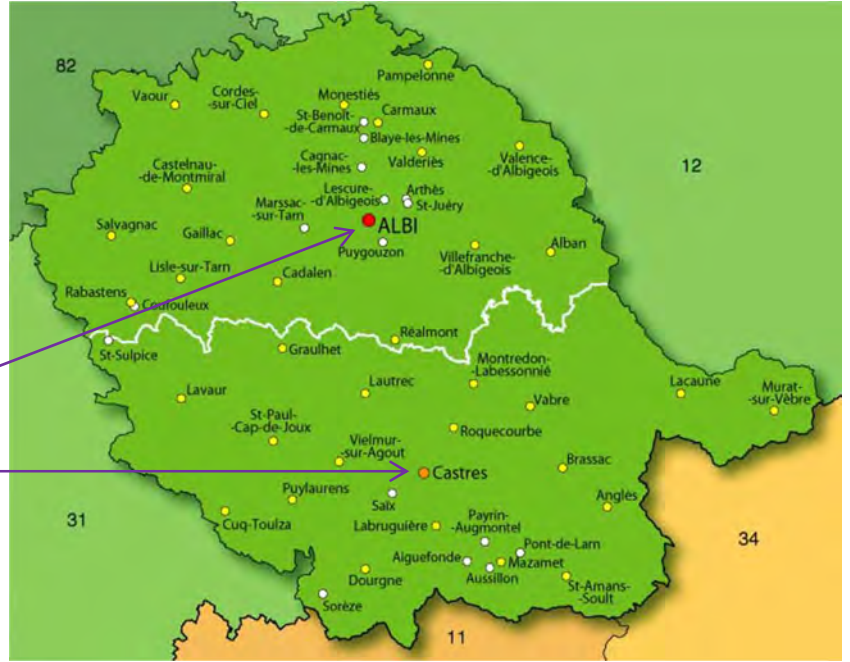 82
Pampelonne
Vaour
Cordes-
-sur-Ciel
Monestiés
St-Benoît-
-de-Carmaux
Carmaux
Blaye-les-Mines
Valderiès
Valence-
-d'Albigeois
12
Castelnau-
-de-Montmiral
Cagnac-
-les-Mines
Lescure-
-d'Albigeois
Arthès
St-Juéry
Marssac-
-sur-Tarn
Salvagnac
Gaillac
ALBI
Puygouzon
Villefranche-
-d'Albigeois
Alban
Lisle-sur-Tarn
Cadalen
Rabastens
Coufouleux
St-Sulpice
Graulhet
Réalmont
Montredon-
-Labessonnié
Lavaur
Lautrec
Vabre
Lacaune
Murat-
-sur-Vèbre
St-Paul-
-Cap-de-Joux
Roquecourbe
Vielmur-
-sur-Agout
Castres
Brassac
Puylaurens
Saïx
Anglès
31
Cuq-Toulza
Labruguière
Payrin-
-Augmontel
Pont-de-Larn
34
Aiguefonde
Mazamet
Aussillon
Dourgne
St-Amans-
-Soult
Sorèze
11